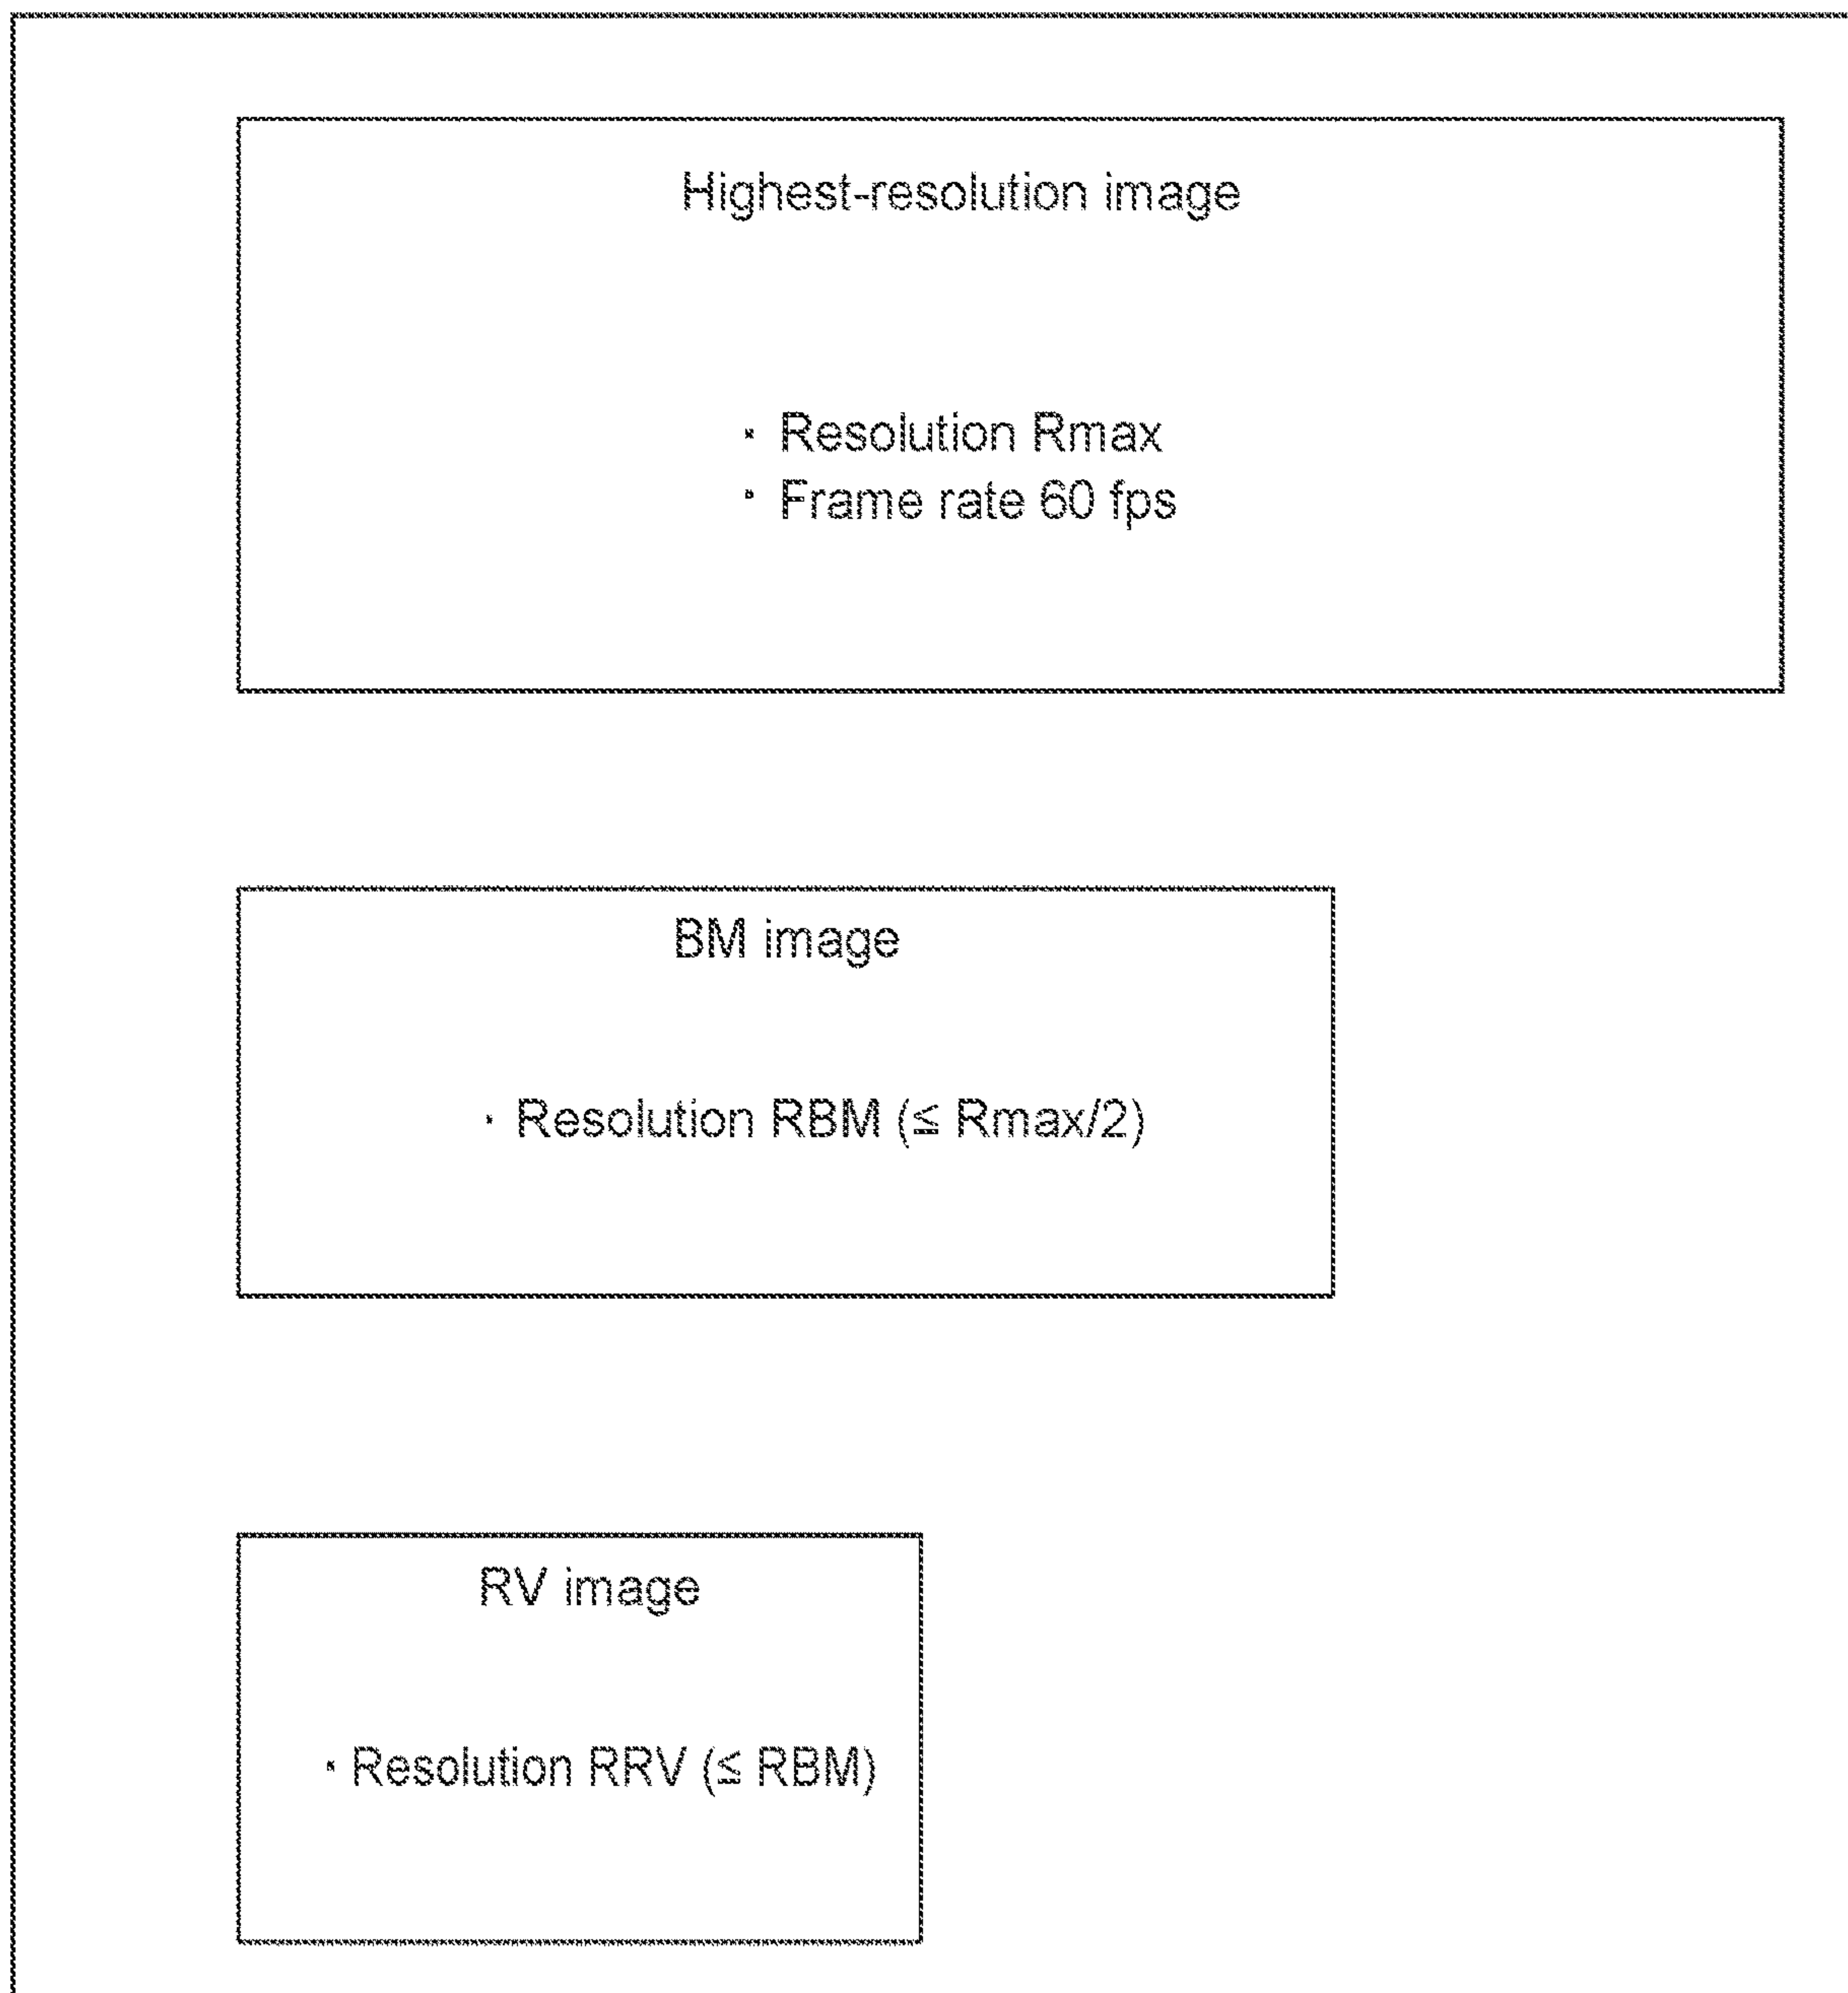 Highest-resolution image
· Resolution Rmax
· Frame rate 60 fps
BM image
· Resolution RBM (≤ Rmax/2)
RV image
· Resolution RRV (≤ RBM)